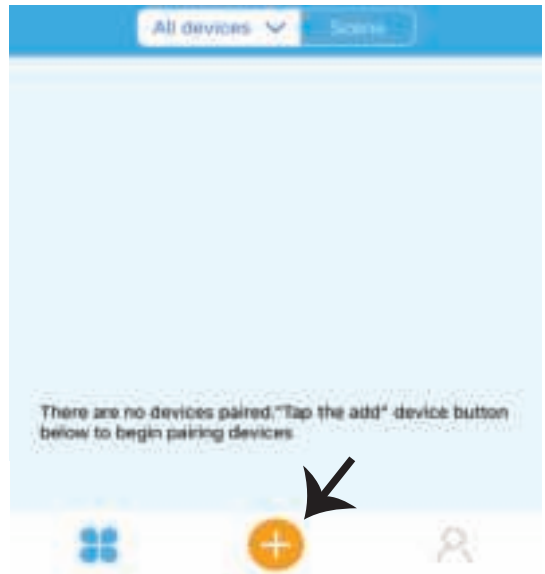 All devices Scene
There are no devices paired."Tap the add" device button
below to begin pairing devices